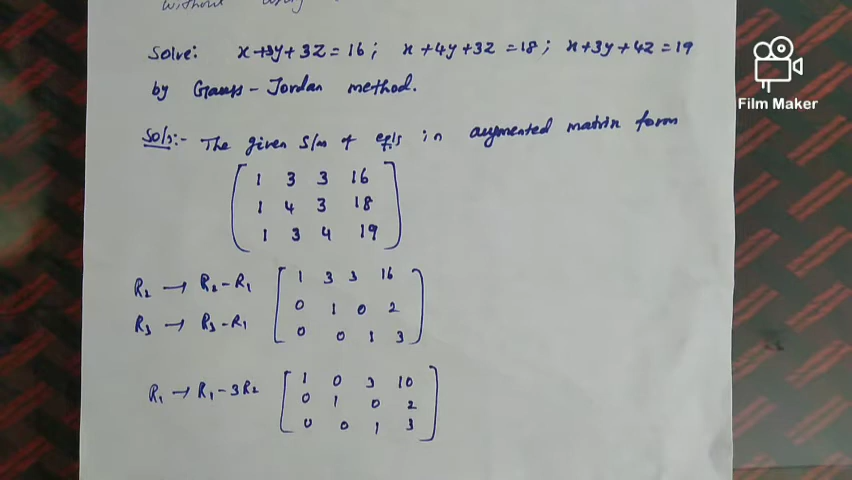 without using
Solve: x+3y+3z=16; x+4y+3z=18; x+3y+4z=19
by Gauss-Jordan method.
Film Maker
Sol:- The given S/m of eq/s in augmented matrix form
1 3 3 16
1 4 3 18
1 3 4 19
R2 → R2-R1 1 3 3 16
0 1 0 2
R3 → R3-R1 0 0 1 3
R1 → R1-3R2 1 0 3 10
0 1 0 2
0 0 1 3